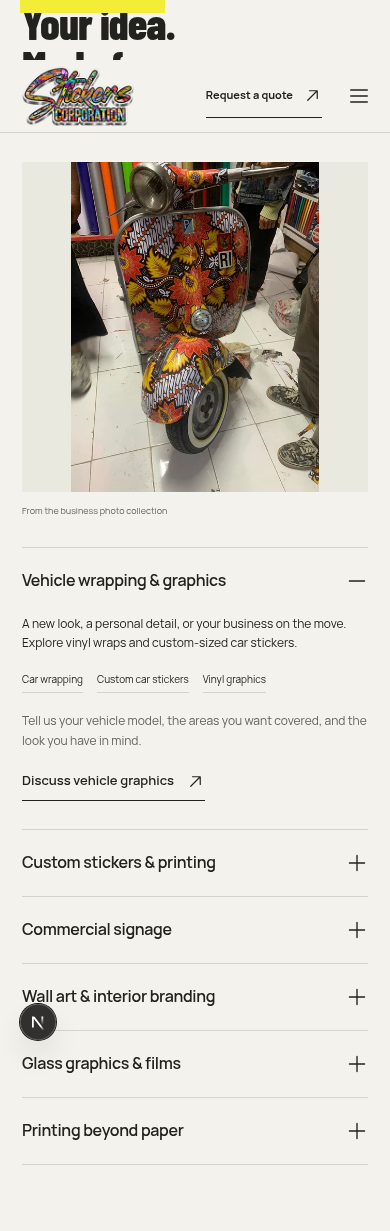 Your idea.
Stickers
CORPORATION
Request a quote
RI
From the business photo collection
Vehicle wrapping & graphics
A new look, a personal detail, or your business on the move.
Explore vinyl wraps and custom-sized car stickers.
Car wrapping
Custom car stickers
Vinyl graphics
Tell us your vehicle model, the areas you want covered, and the
look you have in mind.
Discuss vehicle graphics
Custom stickers & printing
Commercial signage
Wall art & interior branding
N
Glass graphics & films
Printing beyond paper